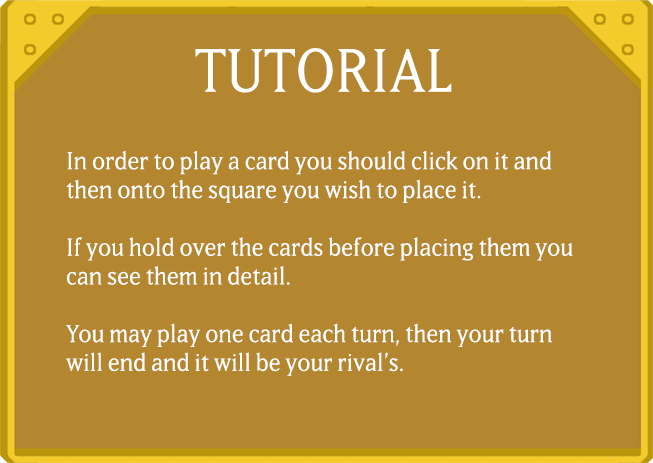 TUTORIAL
In order to play a card you should click on it and
then onto the square you wish to place it.
If you hold over the cards before placing them you
can see them in detail.
You may play one card each turn, then your turn
will end and it will be your rival's.